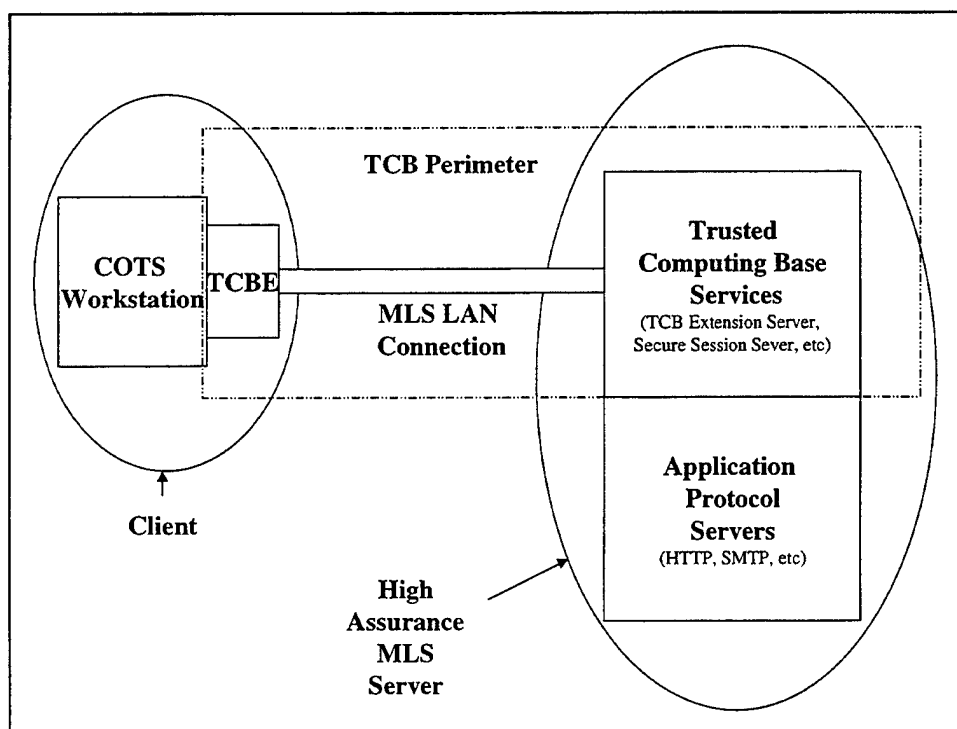 TCB Perimeter
COTS
Workstation
TCBE
MLS LAN
Connection
Trusted
Computing Base
Services
(TCB Extension Server,
Secure Session Sever, etc)
Application
Protocol
Servers
(HTTP, SMTP, etc)
Client
High
Assurance
MLS
Server